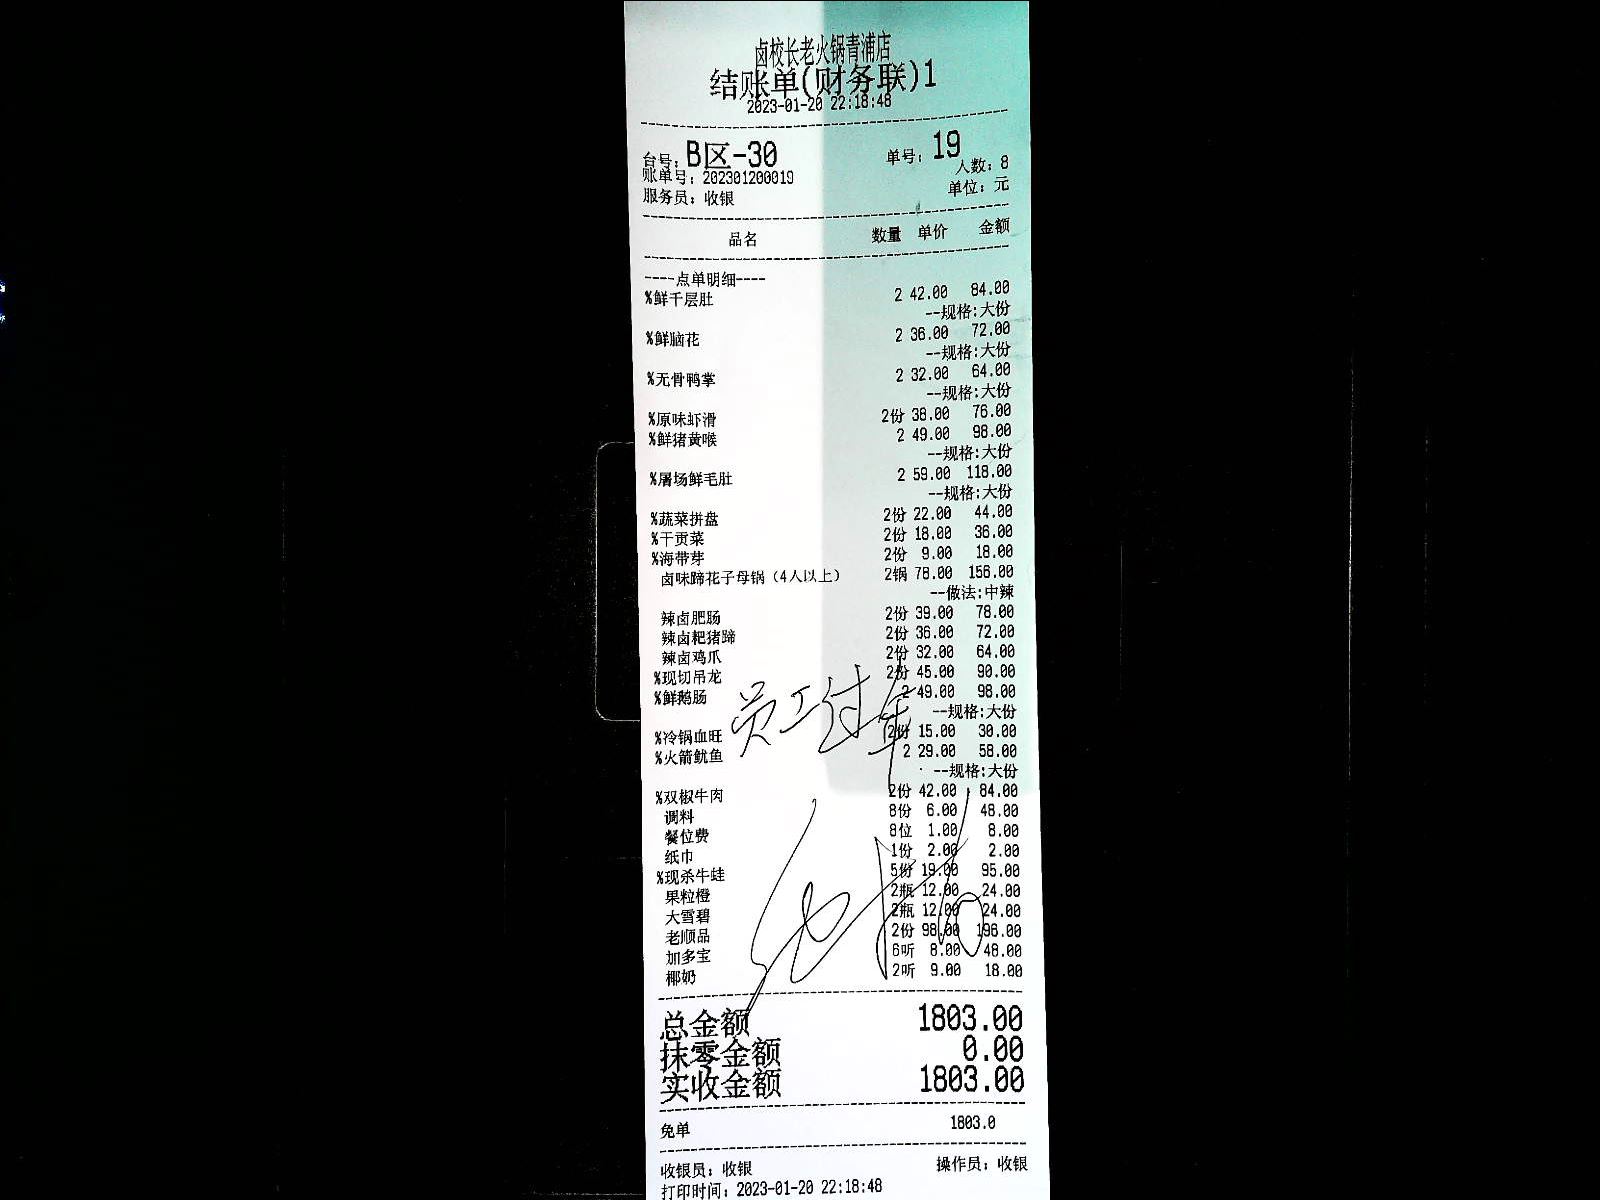 卤校长老火锅青浦店
结账单(财务联)1
2023-01-20 22:18:48
台号: B区-30 单号: 19
账单号: 202301200019 人数: 8
服务员: 收银 单位: 元
品名 数量 单价 金额
----点单明细----
%鲜千层肚 2 42.00 84.00
--规格:大份
%鲜脑花 2 36.00 72.00
--规格:大份
%无骨鸭掌 2 32.00 64.00
--规格:大份
%原味虾滑 2份 38.00 76.00
%鲜猪黄喉 2 49.00 98.00
--规格:大份
%屠场鲜毛肚 2 59.00 118.00
--规格:大份
%蔬菜拼盘 2份 22.00 44.00
%干贡菜 2份 18.00 36.00
%海带芽 2份 9.00 18.00
卤味蹄花子母锅（4人以上） 2锅 78.00 156.00
--做法:中辣
辣卤肥肠 2份 39.00 78.00
辣卤耙猪蹄 2份 36.00 72.00
辣卤鸡爪 2份 32.00 64.00
%现切吊龙 2份 45.00 90.00
%鲜鹅肠 2 49.00 98.00
--规格:大份
员工过年
%冷锅血旺 2份 15.00 30.00
%火箭鱿鱼 2 29.00 58.00
--规格:大份
%双椒牛肉 2份 42.00 84.00
调料 8份 6.00 48.00
餐位费 8位 1.00 8.00
纸巾 1份 2.00 2.00
%现杀牛蛙 5份 19.00 95.00
果粒橙 2瓶 12.00 24.00
大雪碧 2瓶 12.00 24.00
老顺品 2份 98.00 196.00
加多宝 6听 8.00 48.00
椰奶 2听 9.00 18.00
总金额 1803.00
抹零金额 0.00
实收金额 1803.00
免单 1803.0
收银员: 收银 操作员: 收银
打印时间: 2023-01-20 22:18:48